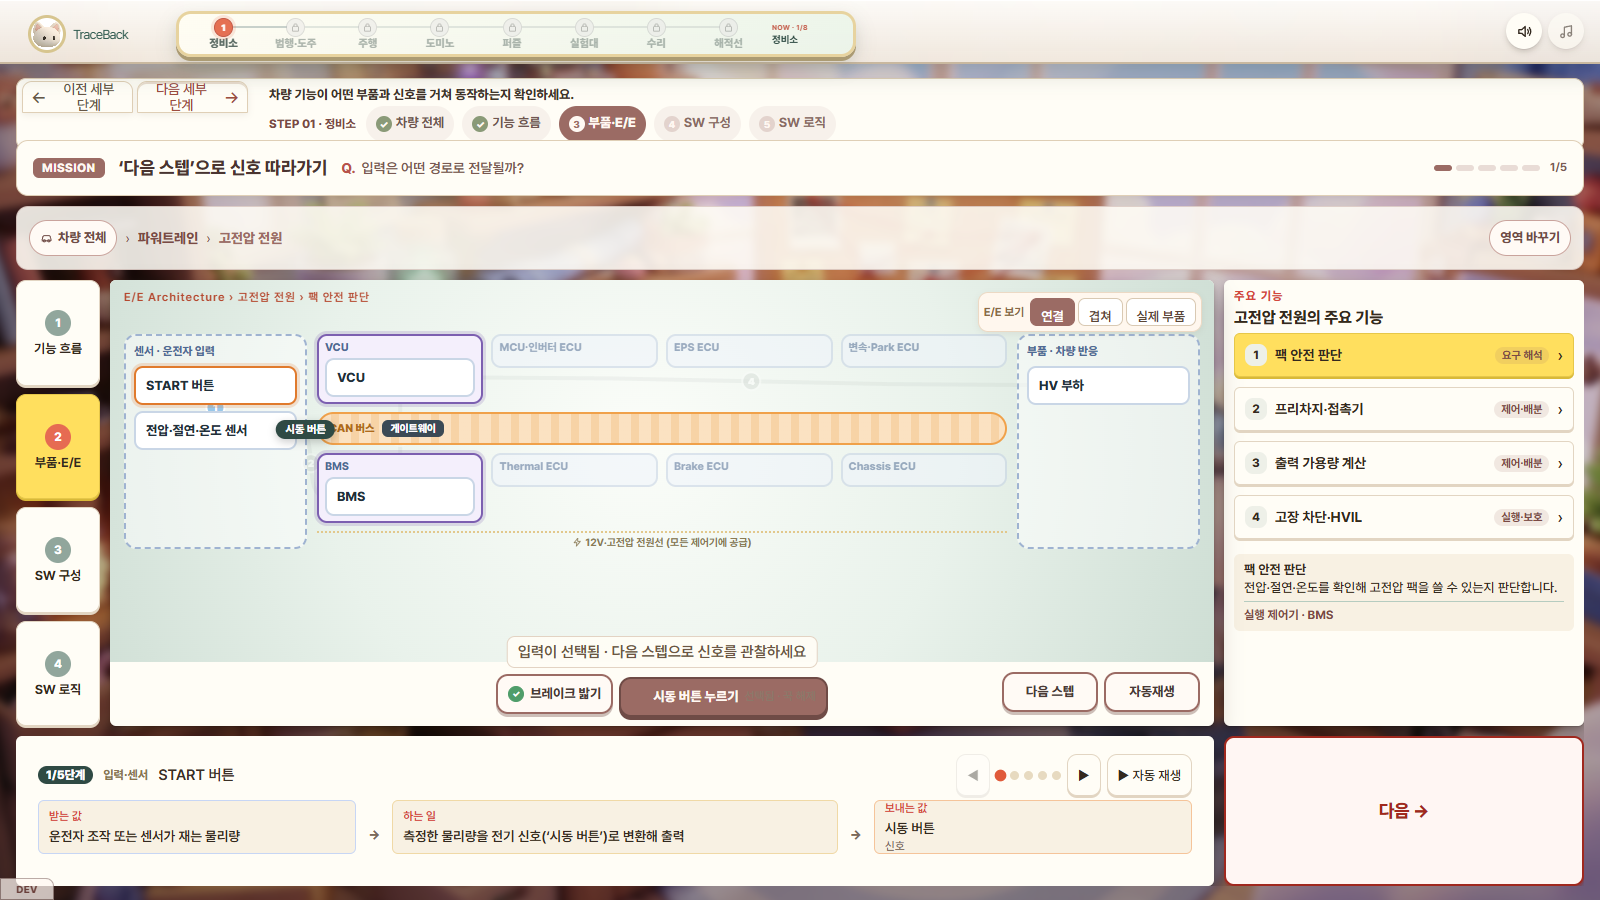 TraceBack
1
정비소
범행·도주
주행
도미노
퍼즐
실험대
수리
해적선
NOW · 1/8
정비소
← 이전 세부 단계
다음 세부 단계 →
차량 기능이 어떤 부품과 신호를 거쳐 동작하는지 확인하세요.
STEP 01 · 정비소
차량 전체
기능 흐름
3 부품·E/E
4 SW 구성
5 SW 로직
MISSION
‘다음 스텝’으로 신호 따라가기
Q. 입력은 어떤 경로로 전달될까?
1/5
차량 전체 › 파워트레인 › 고전압 전원
영역 바꾸기
1
기능 흐름
2
부품·E/E
3
SW 구성
4
SW 로직
E/E Architecture › 고전압 전원 › 팩 안전 판단
E/E 보기
연결
겹쳐
실제 부품
센서 · 운전자 입력
START 버튼
전압·절연·온도 센서
시동 버튼
VCU
VCU
MCU·인버터 ECU
EPS ECU
변속·Park ECU
4
CAN 버스
게이트웨이
BMS
BMS
Thermal ECU
Brake ECU
Chassis ECU
12V·고전압 전원선 (모든 제어기에 공급)
부품 · 차량 반응
HV 부하
입력이 선택됨 · 다음 스텝으로 신호를 관찰하세요
브레이크 밟기
시동 버튼 누르기
다음 스텝
자동재생
주요 기능
고전압 전원의 주요 기능
1 팩 안전 판단 요구 해석 ›
2 프리차지·접촉기 제어·배분 ›
3 출력 가용량 계산 제어·배분 ›
4 고장 차단·HVIL 실행·보호 ›
팩 안전 판단
전압·절연·온도를 확인해 고전압 팩을 쓸 수 있는지 판단합니다.
실행 제어기 · BMS
1/5단계 입력·센서 START 버튼
◀
▶
▶ 자동 재생
받는 값
운전자 조작 또는 센서가 재는 물리량
→
하는 일
측정한 물리량을 전기 신호(‘시동 버튼’)로 변환해 출력
→
보내는 값
시동 버튼
신호
다음 →
DEV